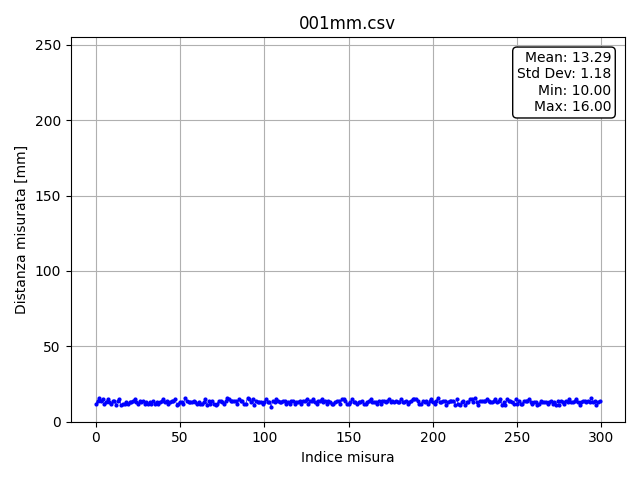 001mm.csv
Mean: 13.29
Std Dev: 1.18
Min: 10.00
Max: 16.00
Distanza misurata [mm]
250
200
150
100
50
0
0 50 100 150 200 250 300
Indice misura